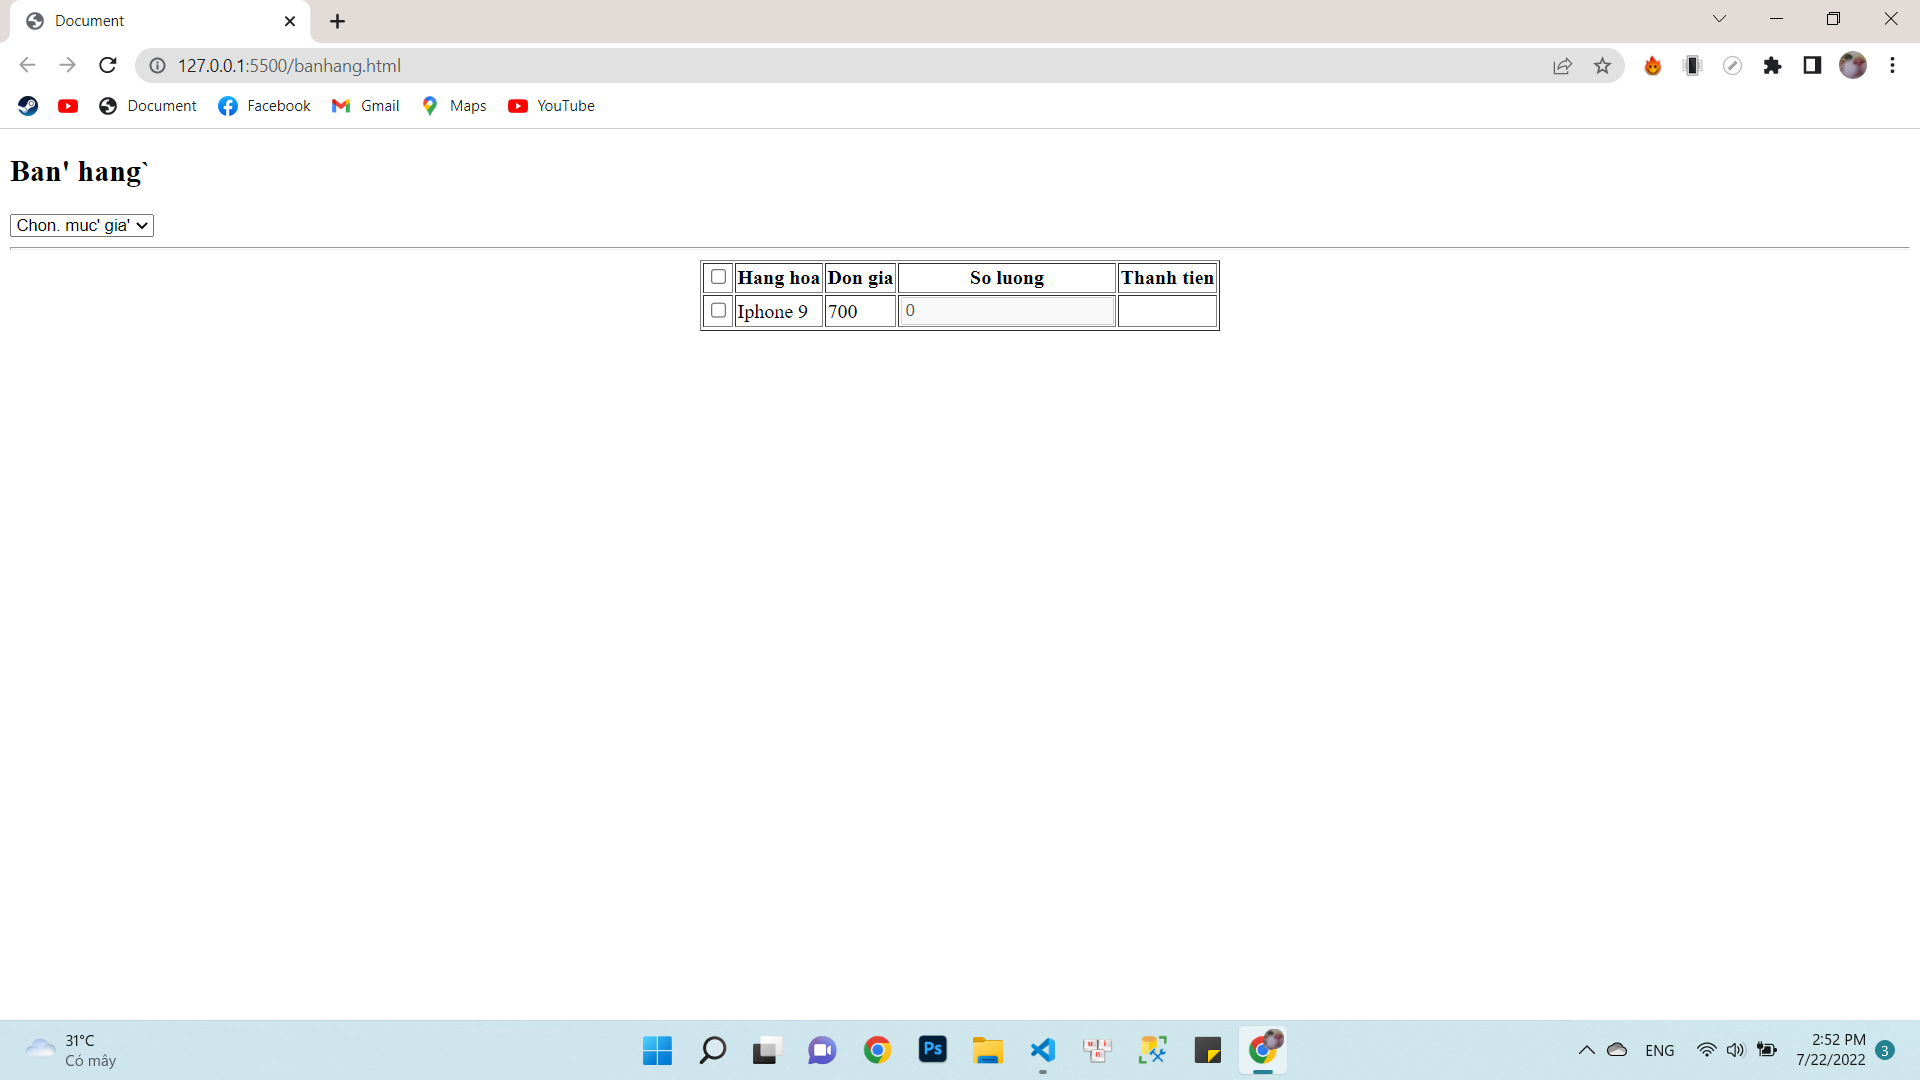 Document
127.0.0.1:5500/banhang.html
Document Facebook Gmail Maps YouTube
Ban' hang`
Chon. muc' gia'
Hang hoa Don gia So luong Thanh tien
Iphone 9 700 0
31°C
Có mây
Ps
ENG
2:52 PM
7/22/2022
3